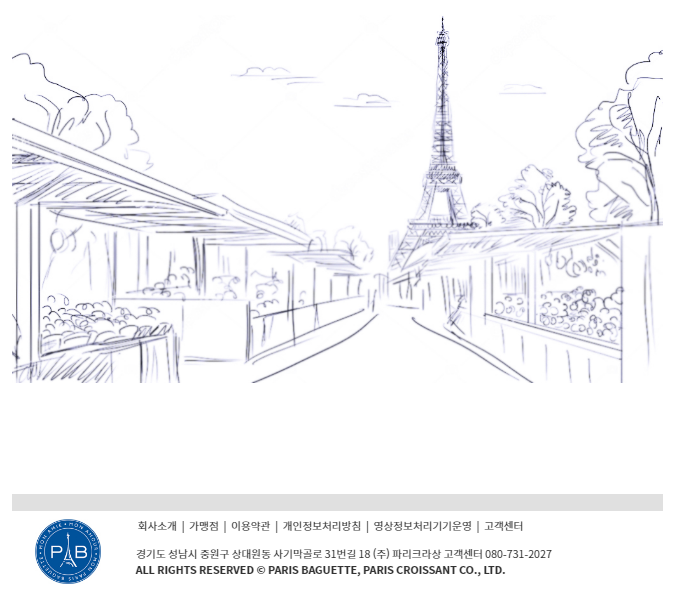 회사소개 | 가맹점 | 이용약관 | 개인정보처리방침 | 영상정보처리기기운영 | 고객센터
경기도 성남시 중원구 상대원동 사기막골로 31번길 18 (주) 파리크라상 고객센터 080-731-2027
ALL RIGHTS RESERVED © PARIS BAGUETTE, PARIS CROISSANT CO., LTD.
PB